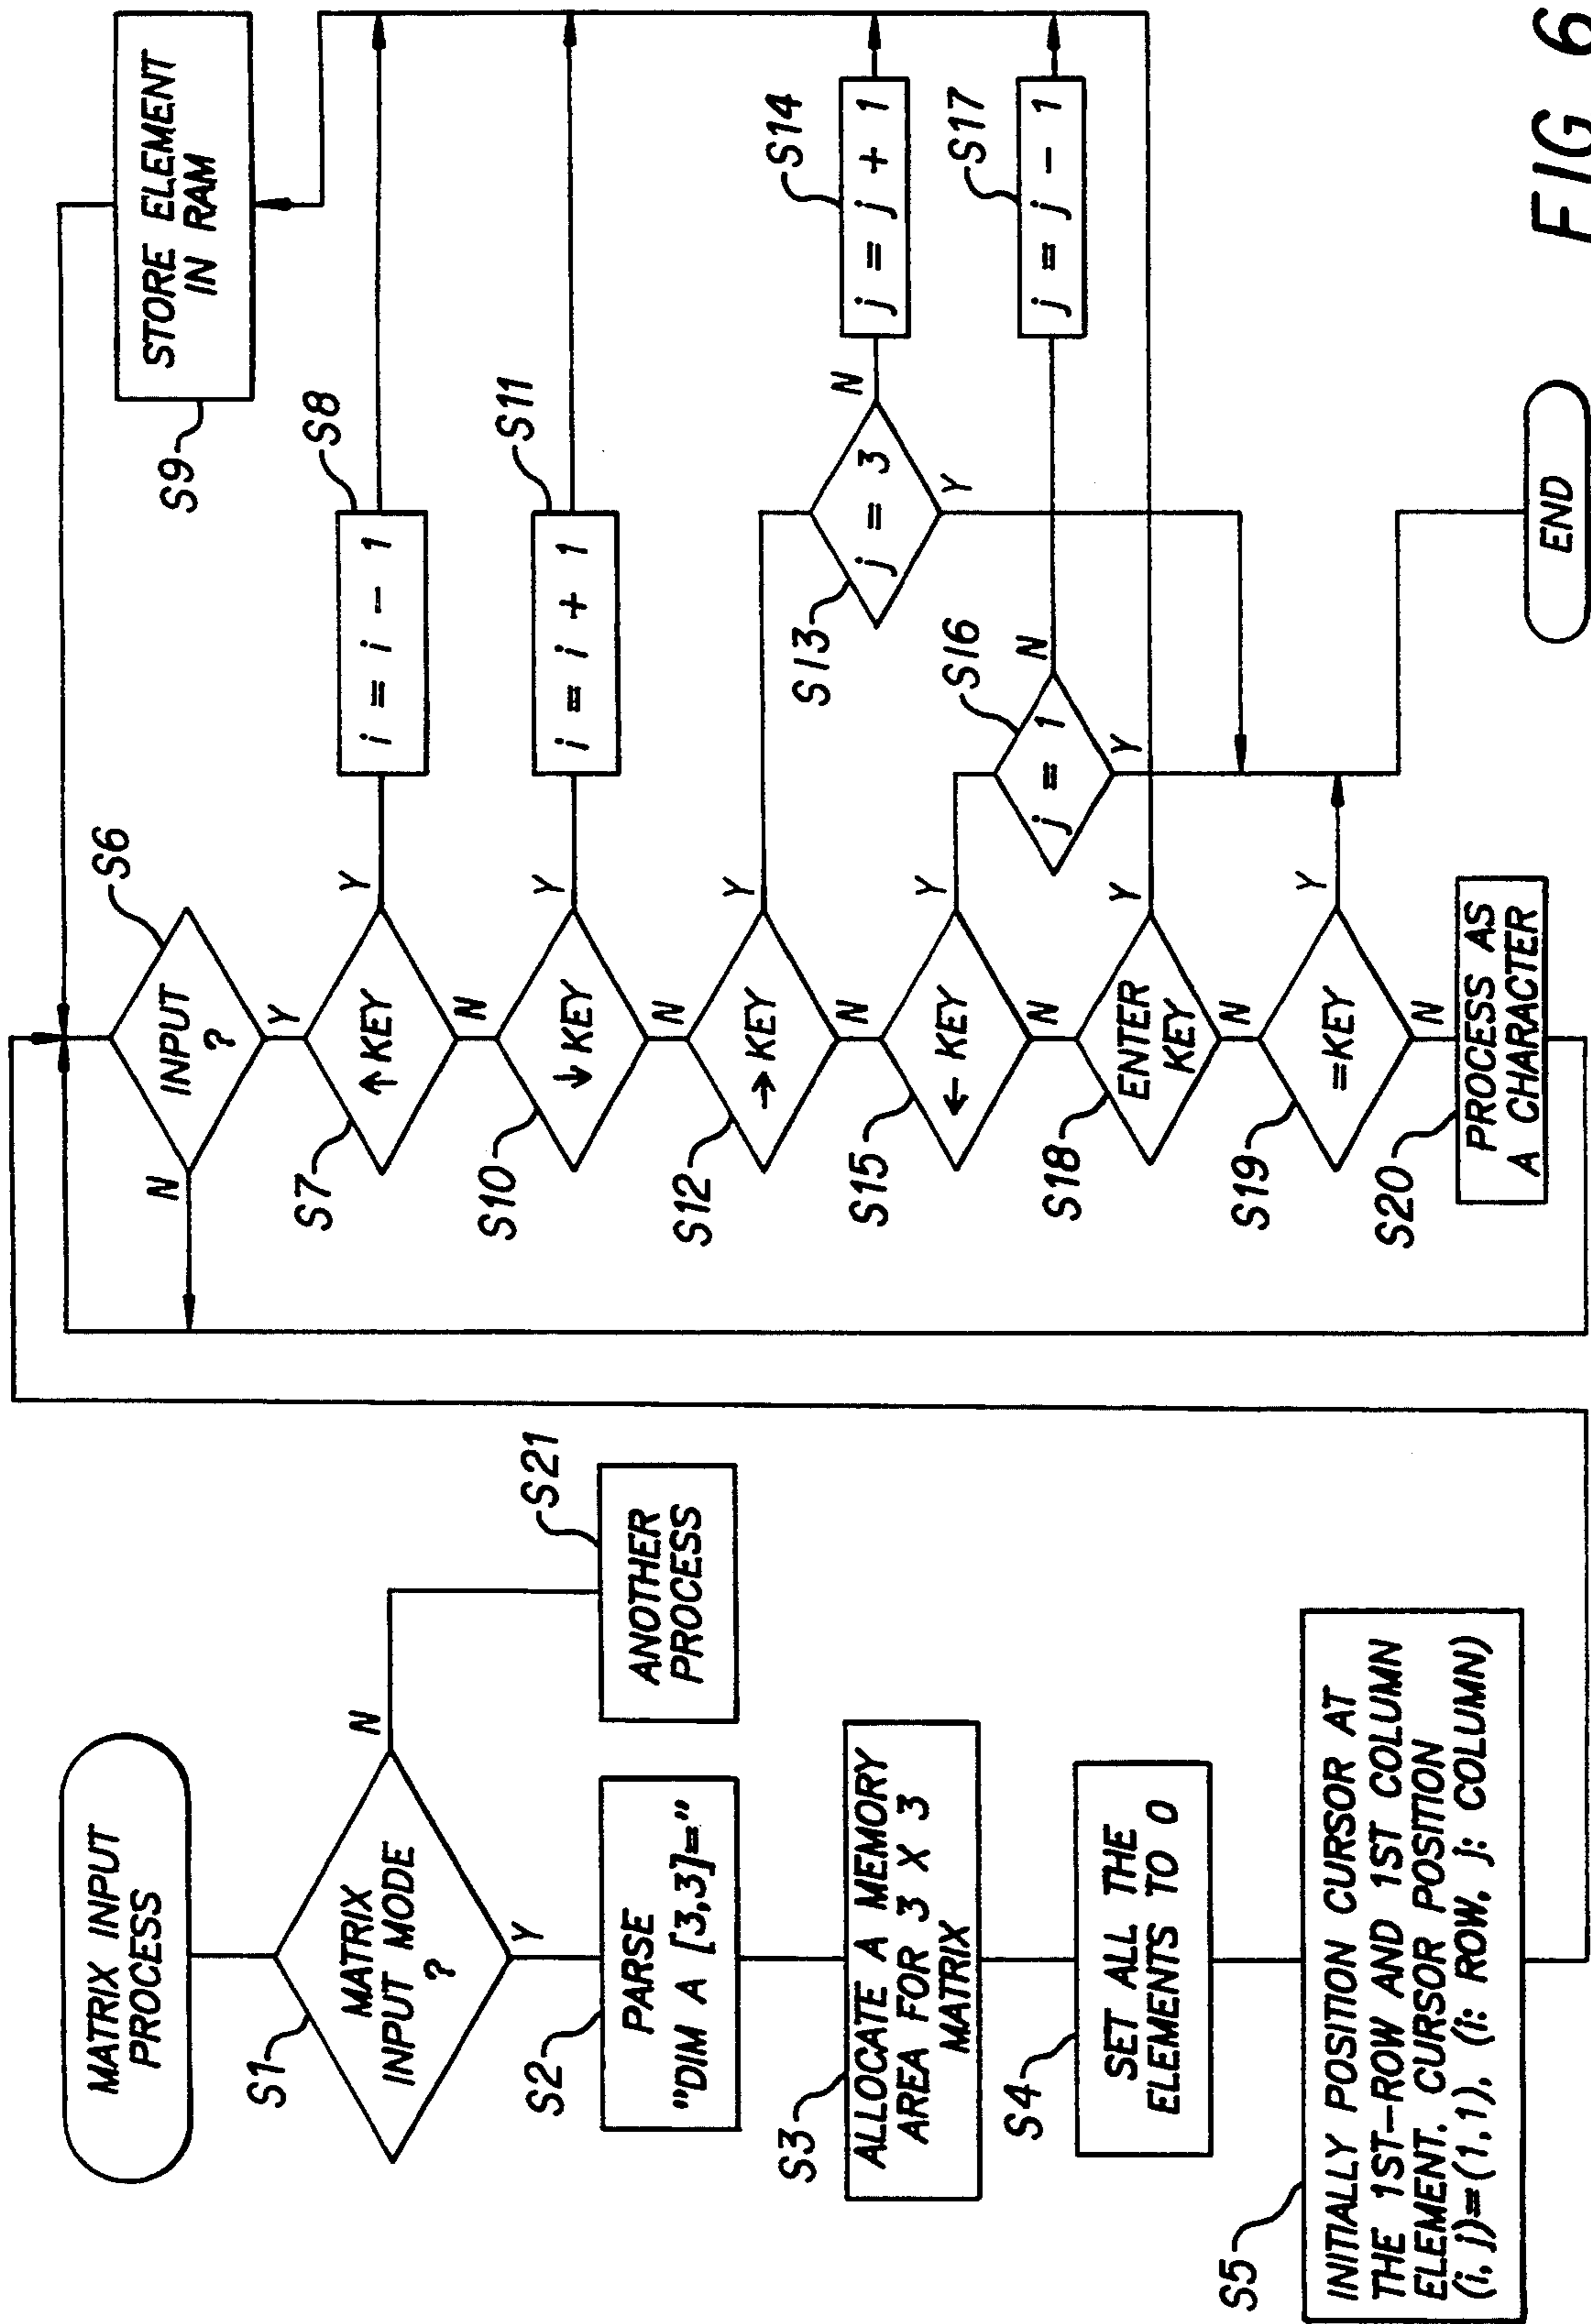 MATRIX INPUT
PROCESS
S1
MATRIX
INPUT MODE
?
N
Y
S21
ANOTHER
PROCESS
S2
PARSE
"DIM A [3,3]="
S3
ALLOCATE A MEMORY
AREA FOR 3 X 3
MATRIX
S4
SET ALL THE
ELEMENTS TO 0
S5
INITIALLY POSITION CURSOR AT
THE 1ST-ROW AND 1ST COLUMN
ELEMENT. CURSOR POSITION
(i, j)=(1,1), (i: ROW, j: COLUMN)
S6
INPUT
?
N
Y
S7
↑ KEY
Y
N
S8
i = i - 1
S9
STORE ELEMENT
IN RAM
S10
↓ KEY
Y
N
S11
i = i + 1
S12
→ KEY
Y
N
S13
j = 3
N
Y
S14
j = j + 1
S15
← KEY
Y
N
S16
j = 1
N
Y
S17
j = j - 1
S18
ENTER
KEY
Y
N
S19
=KEY
Y
N
S20
PROCESS AS
A CHARACTER
END
FIG 6